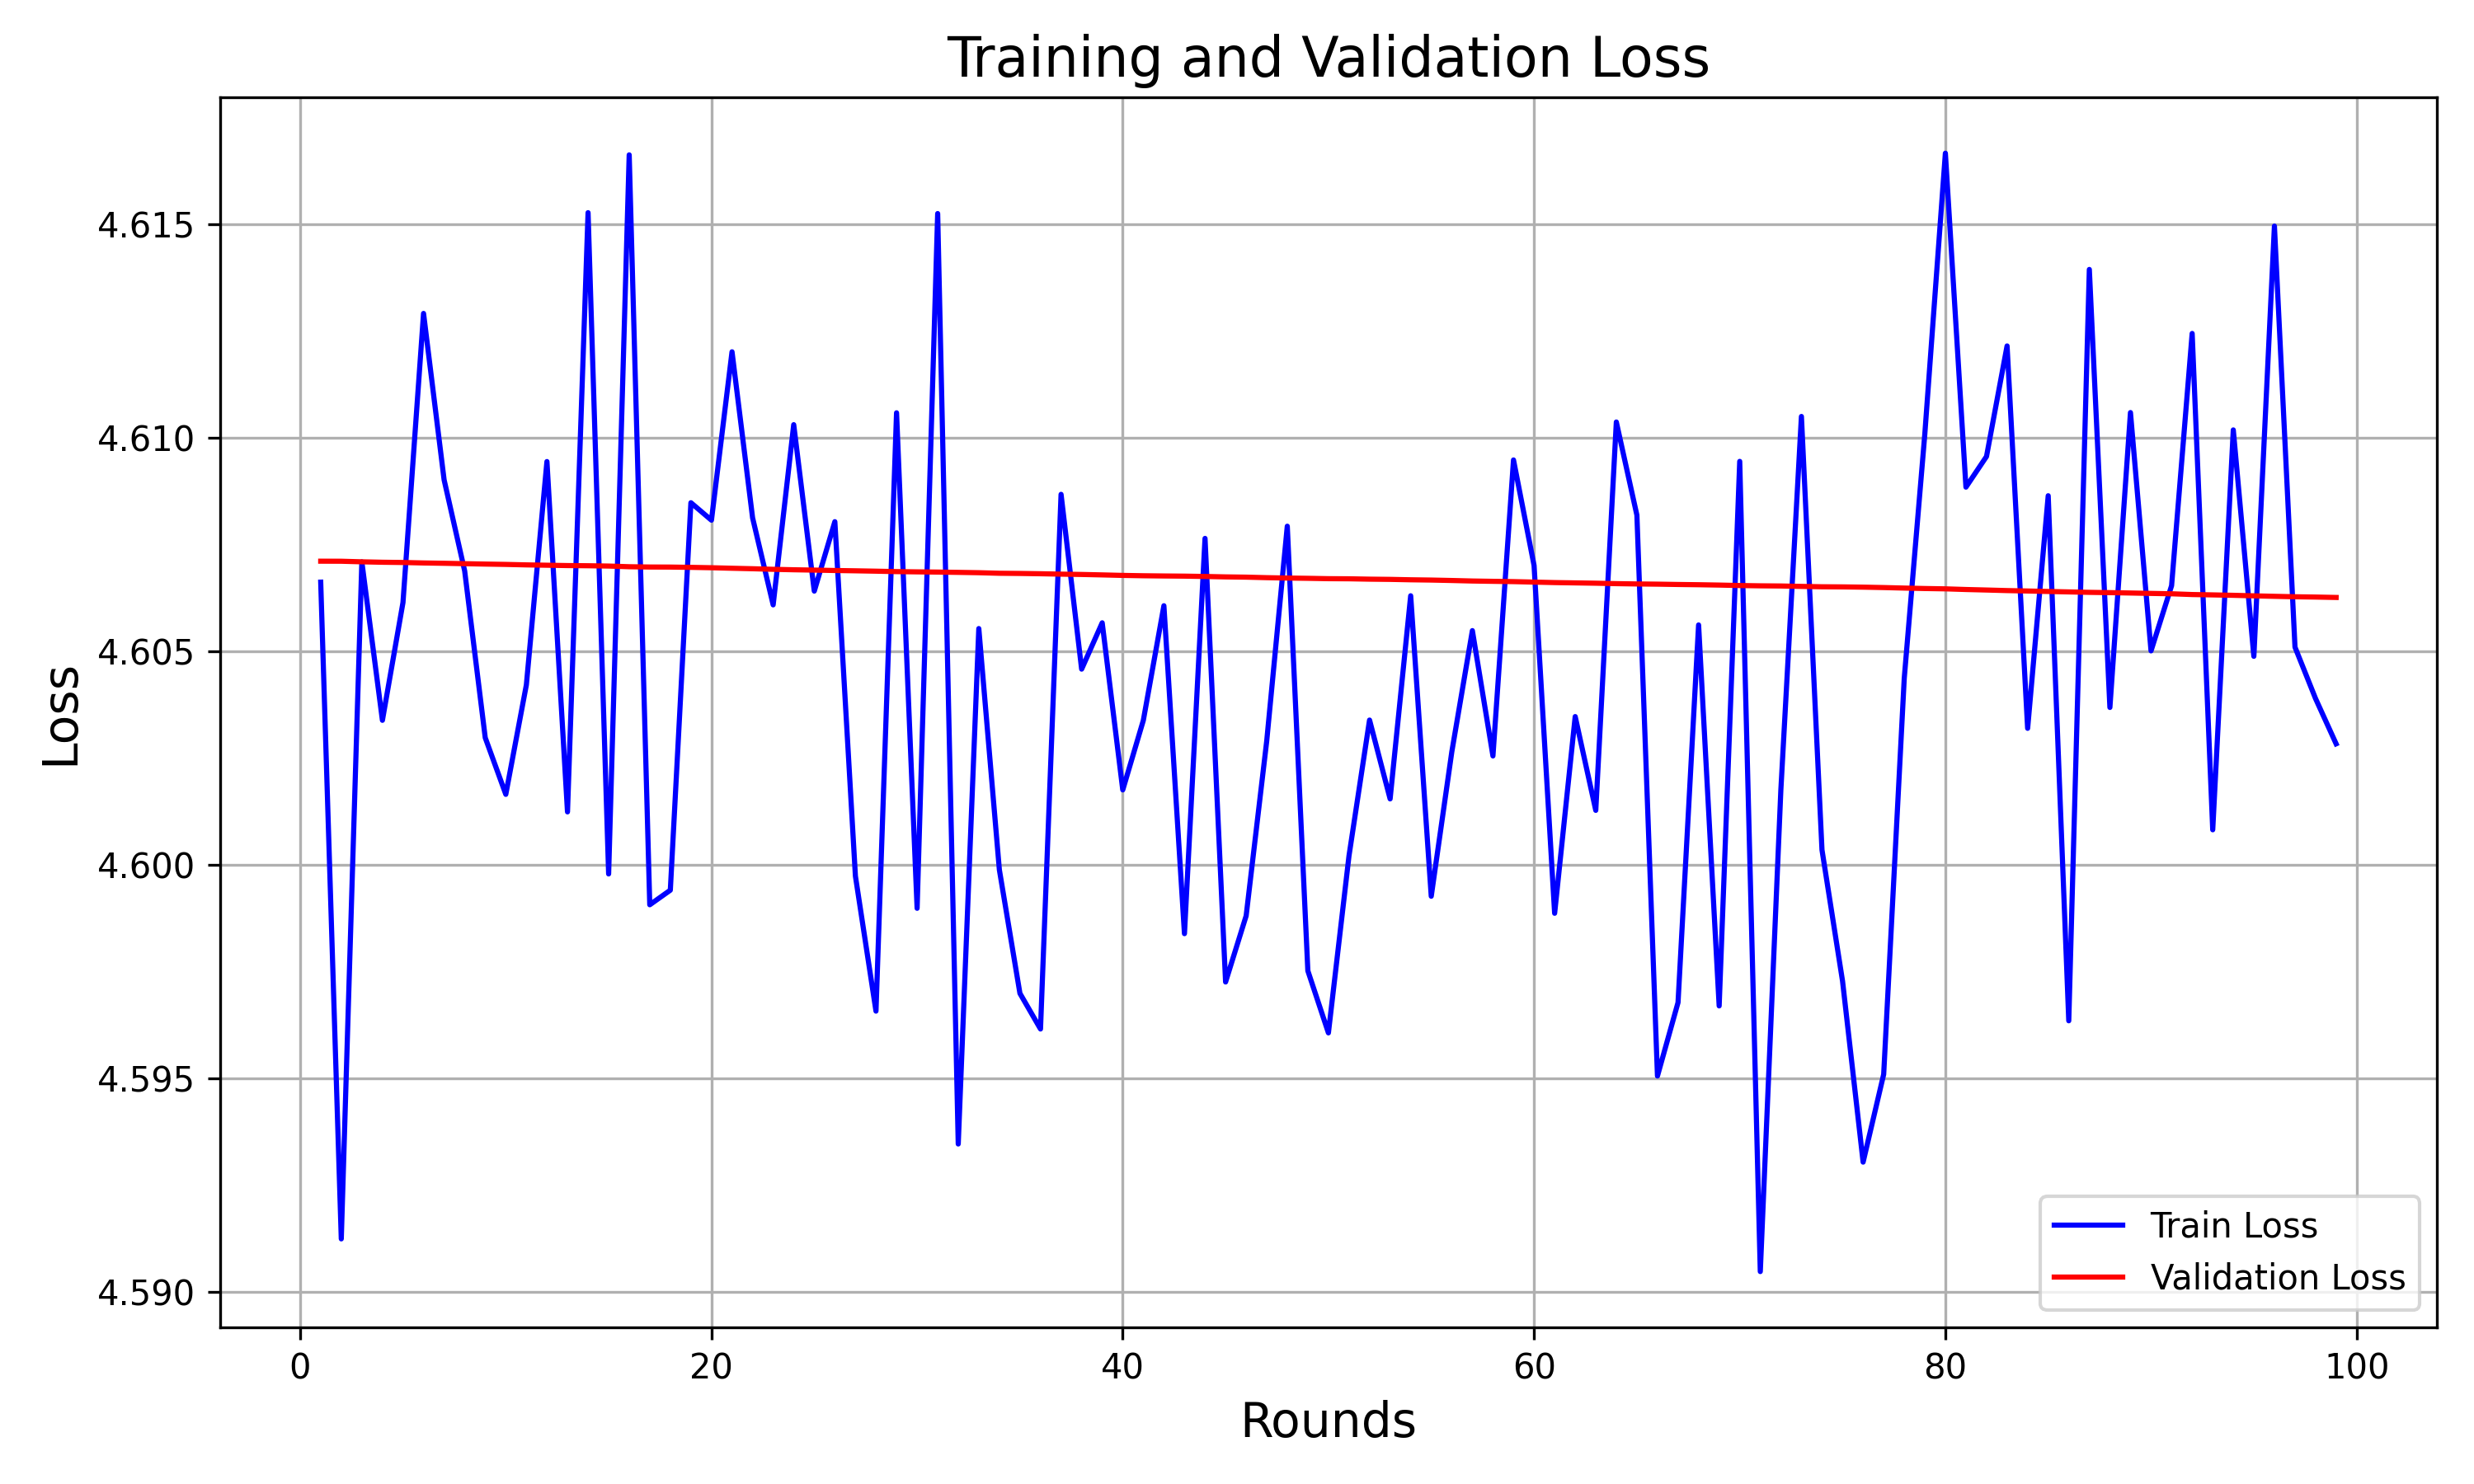 Training and Validation Loss
Loss
4.615
4.610
4.605
4.600
4.595
4.590
0 20 40 60 80 100
Rounds
Train Loss
Validation Loss